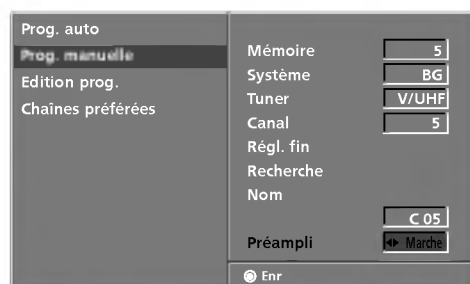 Prog. auto
Prog. manuelle
Edition prog.
Chaînes préférées
Mémoire 5
Système BG
Tuner V/UHF
Canal 5
Régl. fin
Recherche
Nom
C 05
Préampli ◀▶ Marche
Enr